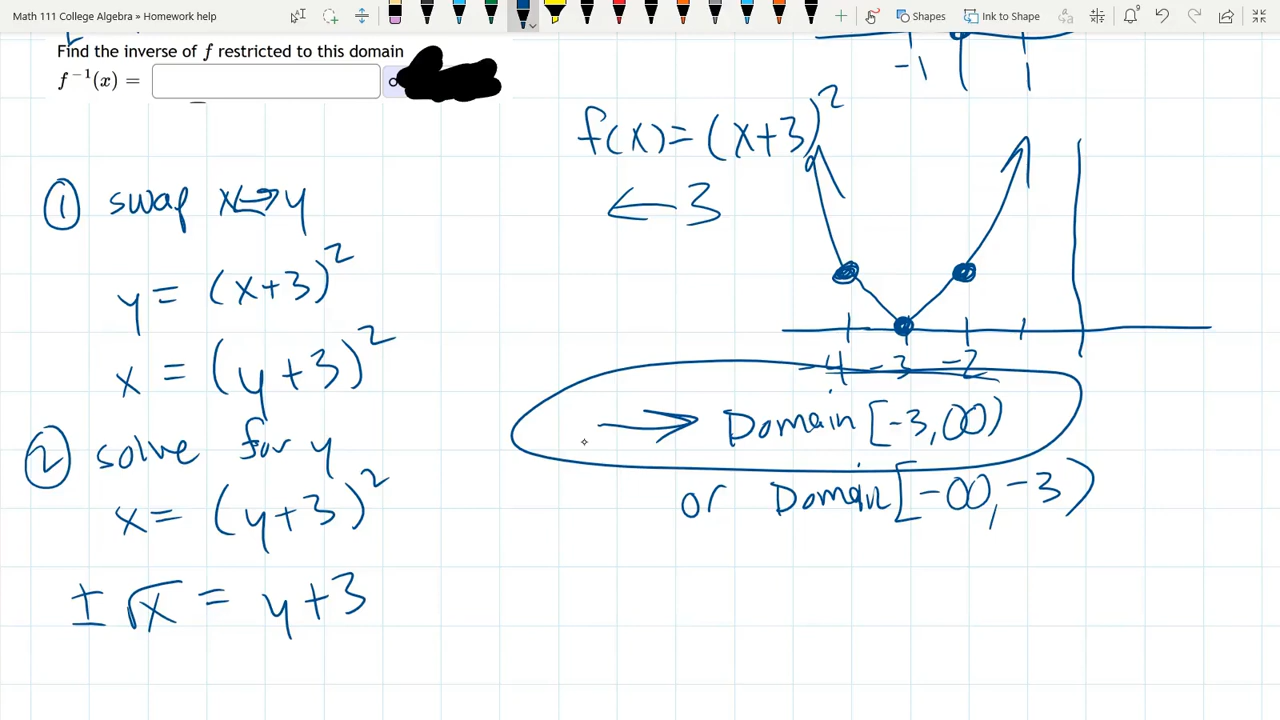 Math 111 College Algebra » Homework help
Shapes
Ink to Shape
Find the inverse of f restricted to this domain
f⁻¹(x) =
-1 1
① swap x↔y
y = (x+3)²
x = (y+3)²
② solve for y
x = (y+3)²
± √x = y+3
f(x) = (x+3)²
← 3
-4 -3 -2
→ Domain [-3,∞)
or Domain [-∞,-3)